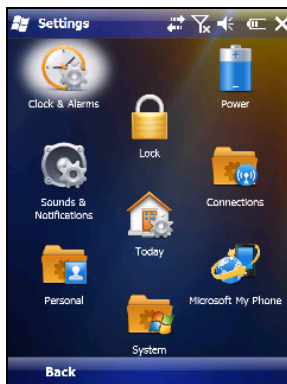 Settings
Clock & Alarms
Power
Lock
Sounds &
Notifications
Connections
Today
Personal
Microsoft My Phone
System
Back